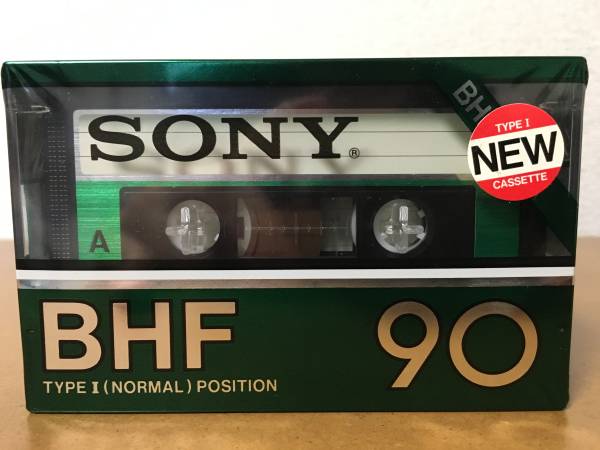 SONY®
BH
TYPE I
NEW
CASSETTE
A
BHF 90
TYPE I (NORMAL) POSITION